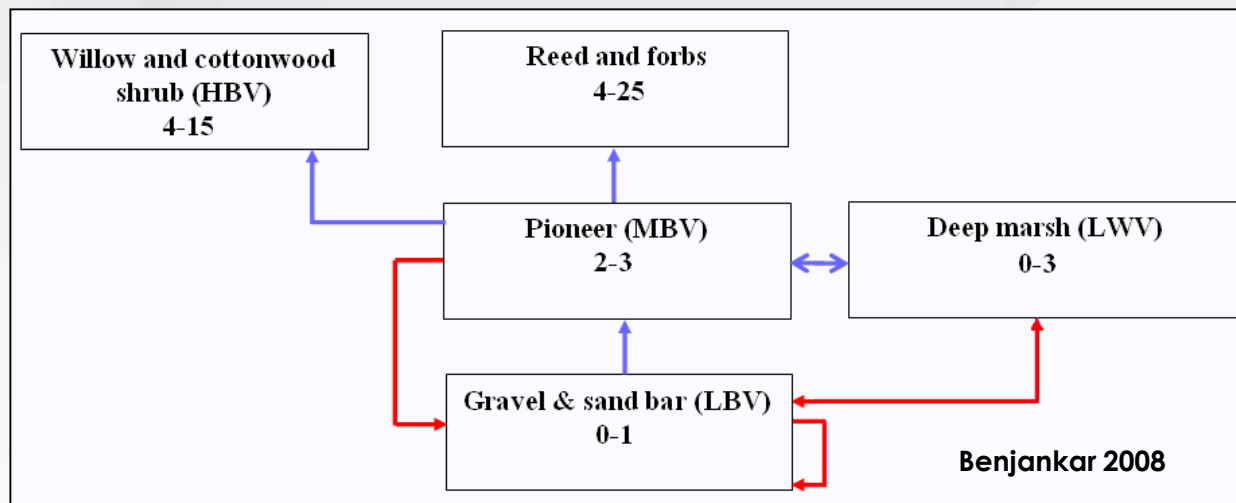 Willow and cottonwood
shrub (HBV)
4-15
Reed and forbs
4-25
Pioneer (MBV)
2-3
Deep marsh (LWV)
0-3
Gravel & sand bar (LBV)
0-1
Benjankar 2008